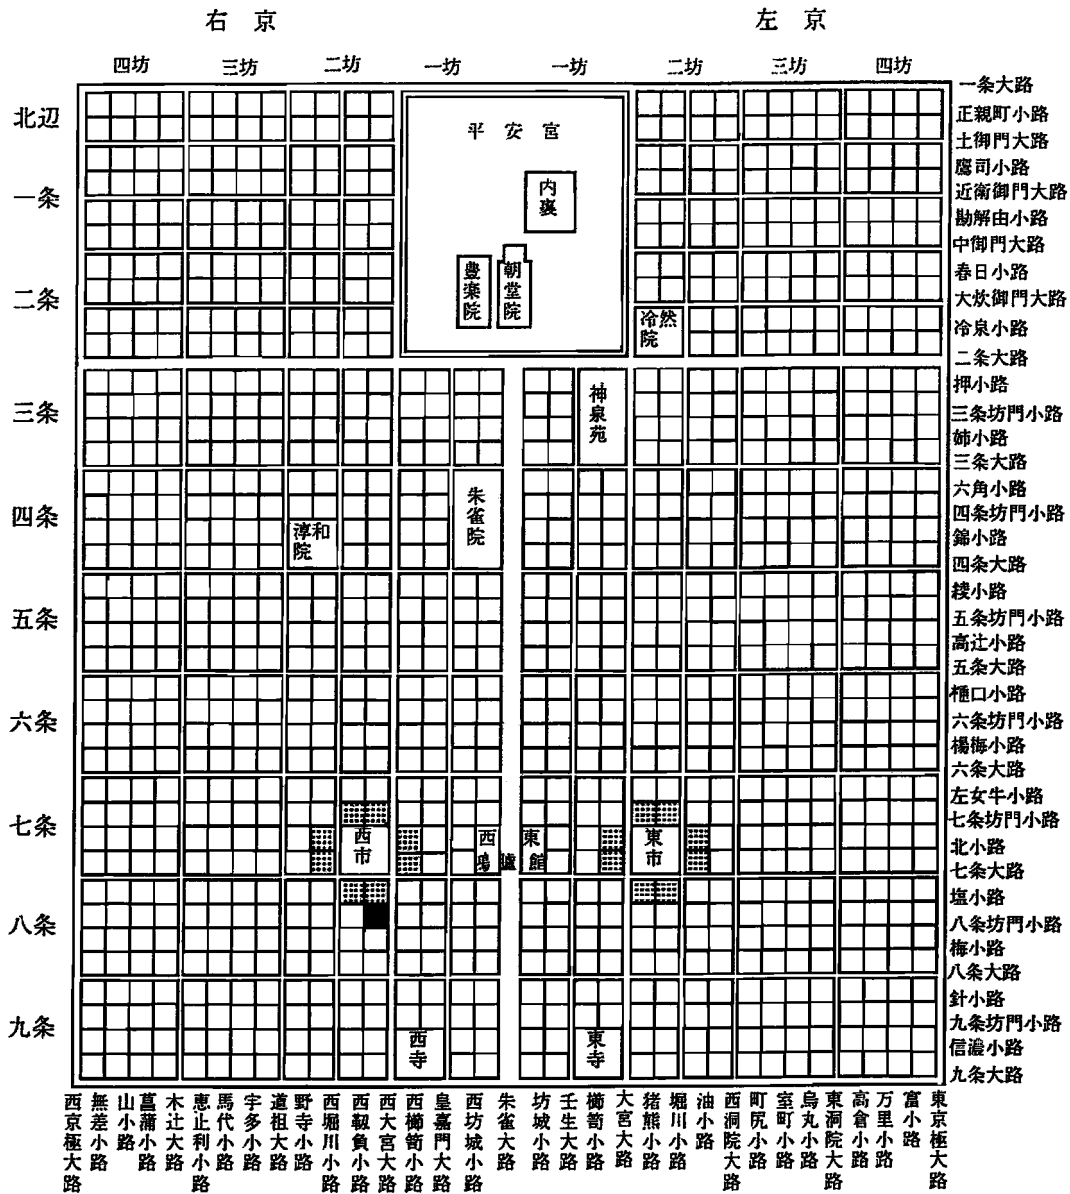 右京
左京
四坊 三坊 二坊 一坊 一坊 二坊 三坊 四坊
北辺
一条
二条
三条
四条
五条
六条
七条
八条
九条
平安宮
内裏
豊楽院
朝堂院
冷然院
神泉苑
朱雀院
淳和院
西市
西鴻臚館
東
東市
西寺
東寺
一条大路
正親町小路
土御門大路
鷹司小路
近衛御門大路
勘解由小路
中御門大路
春日小路
大炊御門大路
冷泉小路
二条大路
押小路
三条坊門小路
姉小路
三条大路
六角小路
四条坊門小路
錦小路
四条大路
綾小路
五条坊門小路
高辻小路
五条大路
樋口小路
六条坊門小路
楊梅小路
六条大路
左女牛小路
七条坊門小路
北小路
七条大路
塩小路
八条坊門小路
梅小路
八条大路
針小路
九条坊門小路
信濃小路
九条大路
西京極大路
無差小路
山小路
菖蒲小路
木辻大路
恵止利小路
馬代小路
宇多小路
道祖大路
野寺小路
西堀川小路
西靱負小路
西大宮大路
西櫛笥小路
皇嘉門大路
西坊城小路
朱雀大路
坊城小路
壬生大路
櫛笥小路
大宮大路
猪熊小路
堀川小路
油小路
西洞院大路
町尻小路
室町小路
烏丸小路
東洞院大路
高倉小路
万里小路
富小路
東京極大路